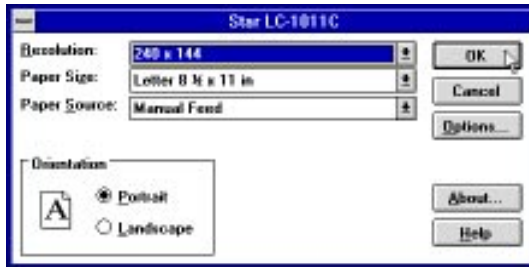 Star LC-1011C
Resolution: 240 x 144
OK
Paper Size: Letter 8 ½ x 11 in
Cancel
Paper Source: Manual Feed
Options...
Orientation
A
Portrait
Landscape
About...
Help